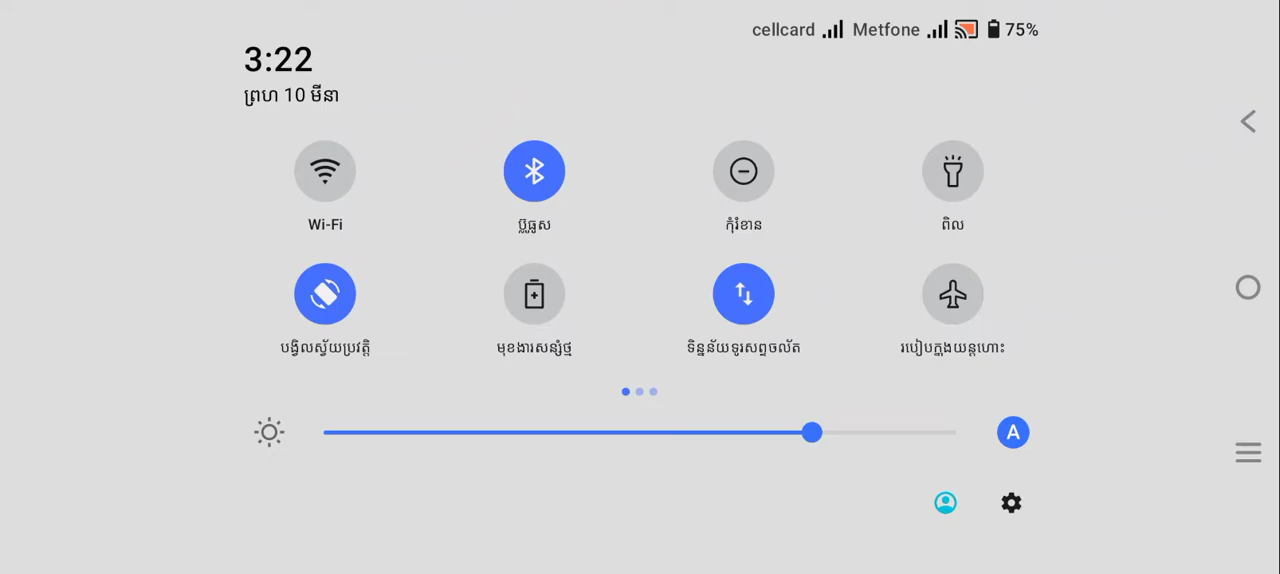 cellcard Metfone 75%
3:22
ព្រហ 10 មីនា
Wi-Fi
ប៊្លូធូស
កុំរំខាន
ពិល
បង្វិលស្វ័យប្រវត្តិ
មុខងារសន្សំថ្ម
ទិន្នន័យទូរសព្ទចល័ត
របៀបក្នុងយន្តហោះ
A